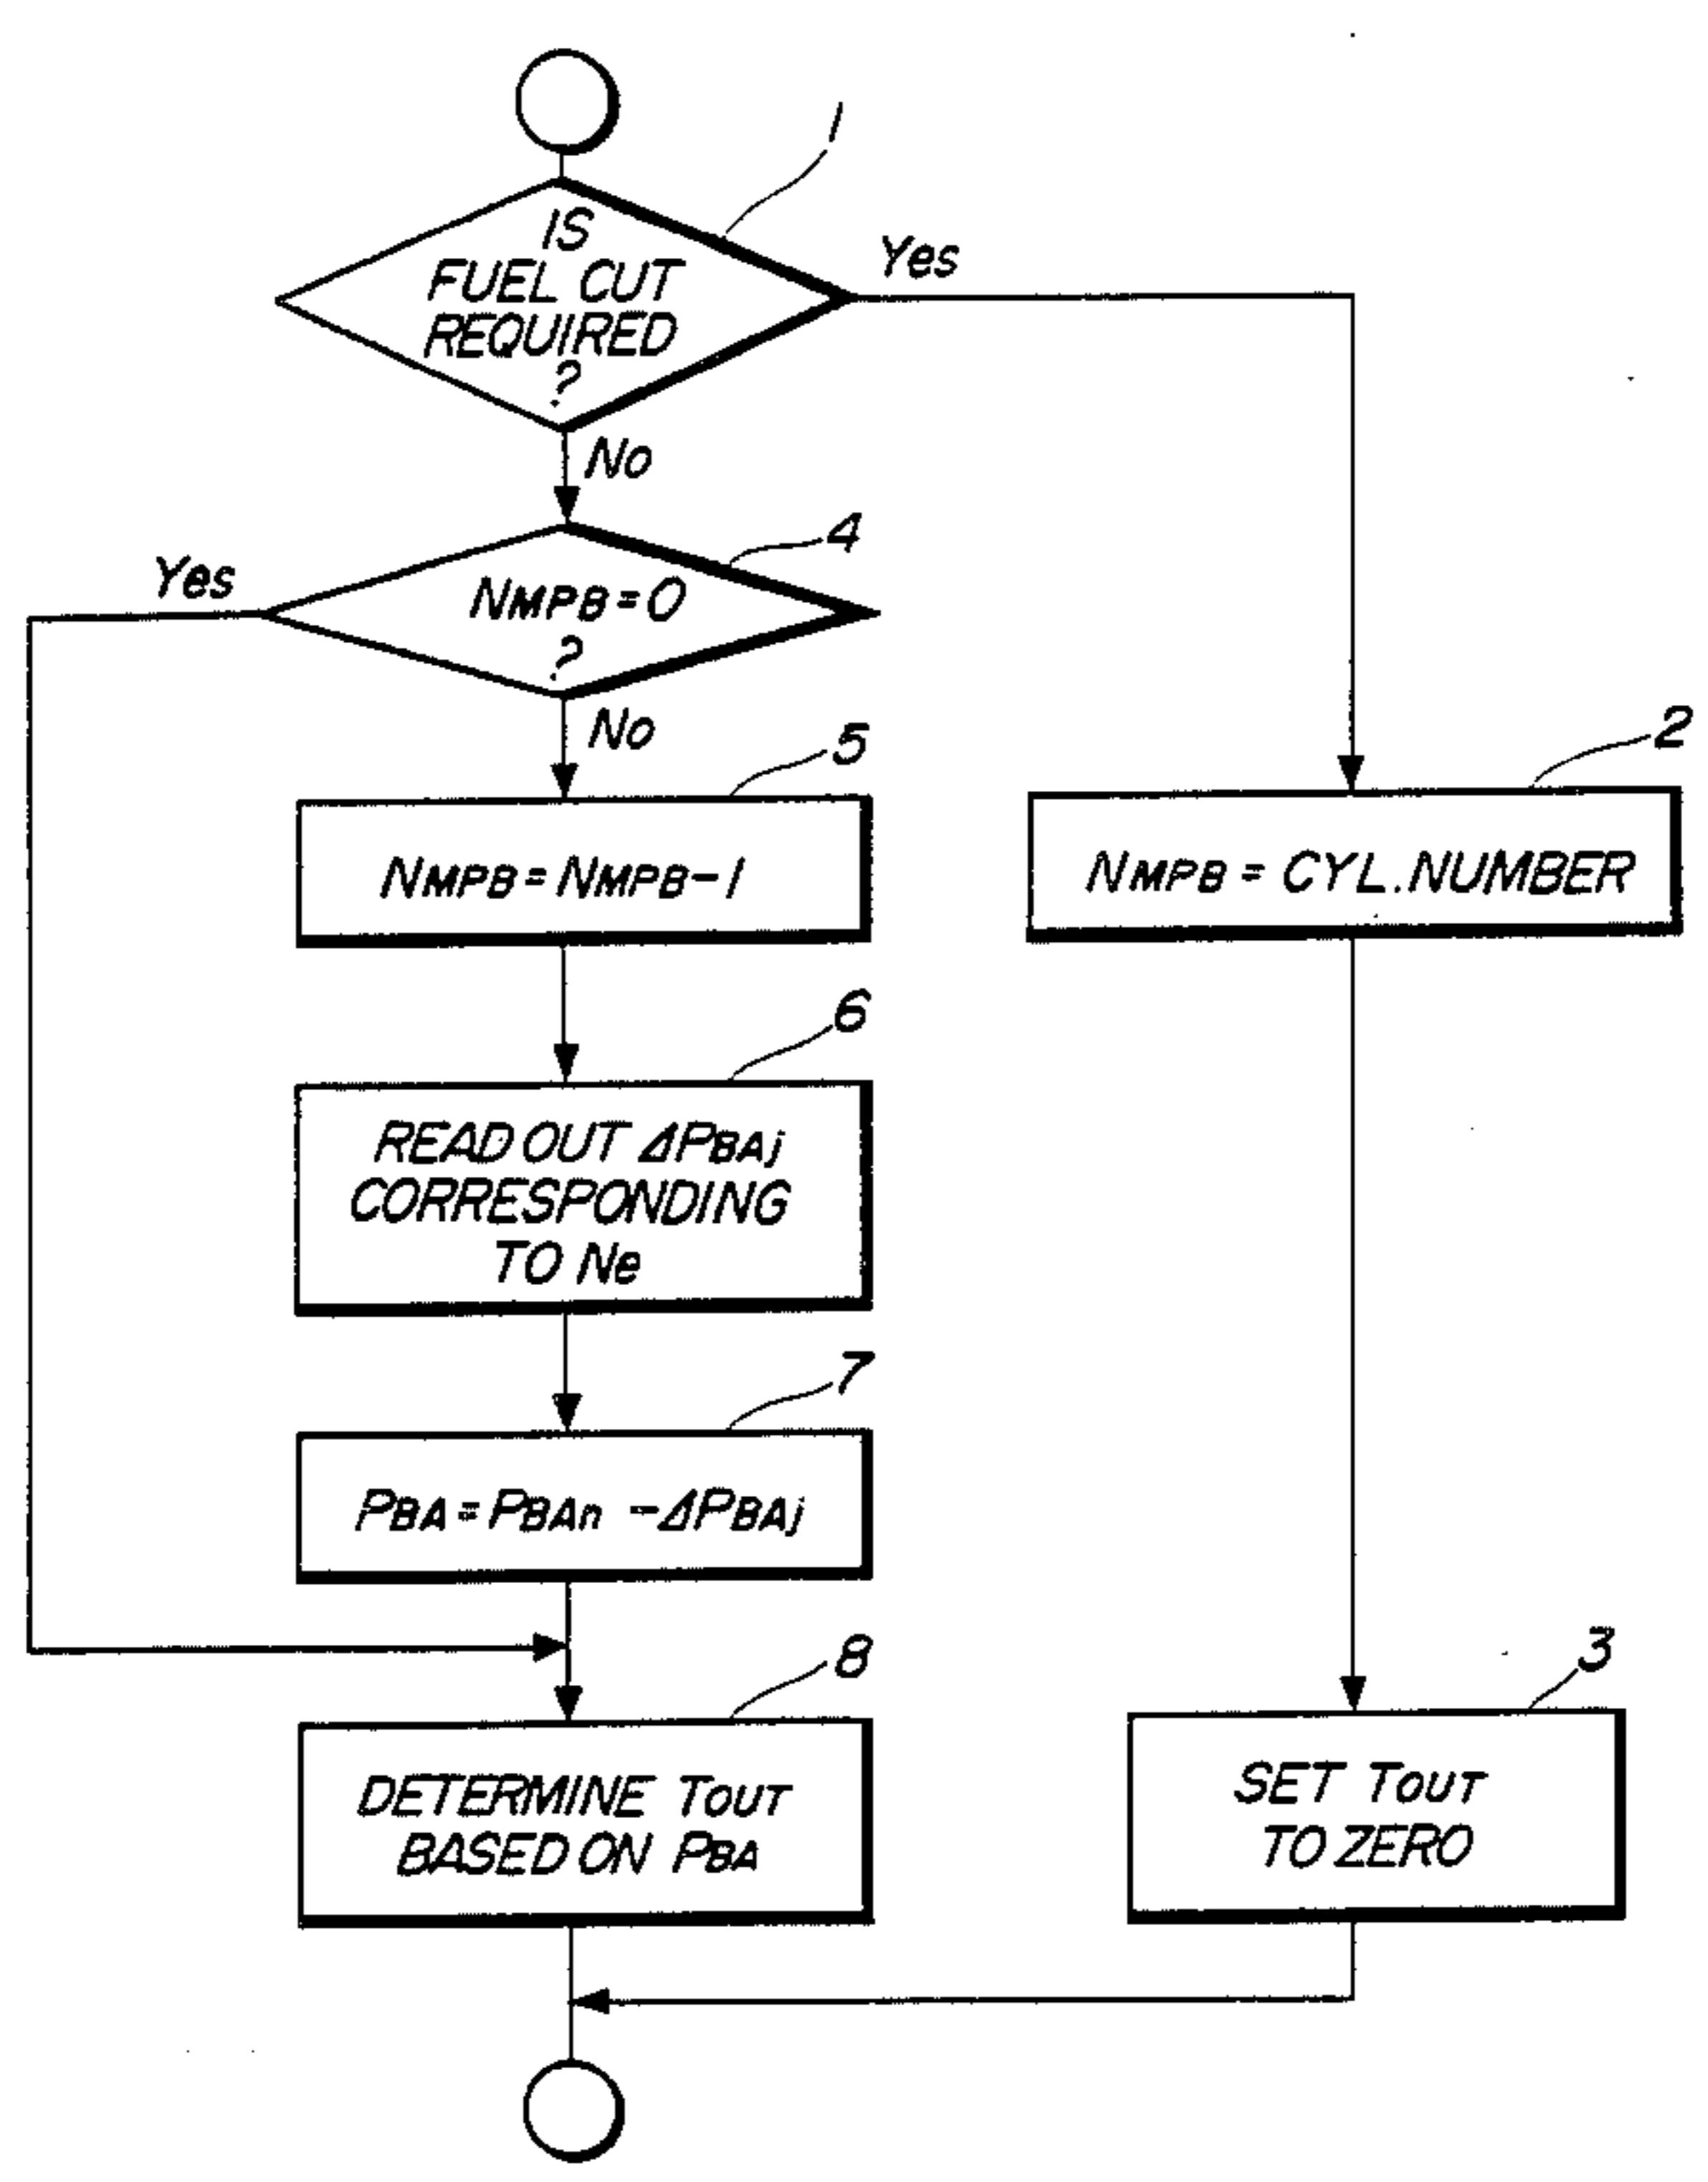 1
IS
FUEL CUT
REQUIRED
?
Yes
No
4
Yes
NMPB=0
?
No
5
NMPB=NMPB-1
2
NMPB = CYL. NUMBER
6
READ OUT ΔPBAj
CORRESPONDING
TO Ne
7
PBA=PBAn -ΔPBAj
8
DETERMINE TOUT
BASED ON PBA
3
SET TOUT
TO ZERO